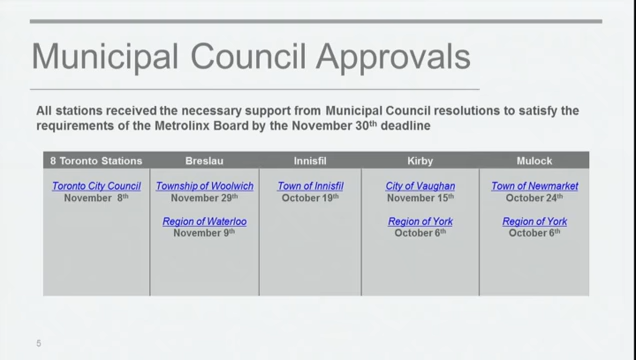 Municipal Council Approvals
All stations received the necessary support from Municipal Council resolutions to satisfy the
requirements of the Metrolinx Board by the November 30th deadline
8 Toronto Stations Breslau Innisfil Kirby Mulock
Toronto City Council Township of Woolwich Town of Innisfil City of Vaughan Town of Newmarket
November 8th November 29th October 19th November 15th October 24th
Region of Waterloo Region of York Region of York
November 9th October 6th October 6th
5